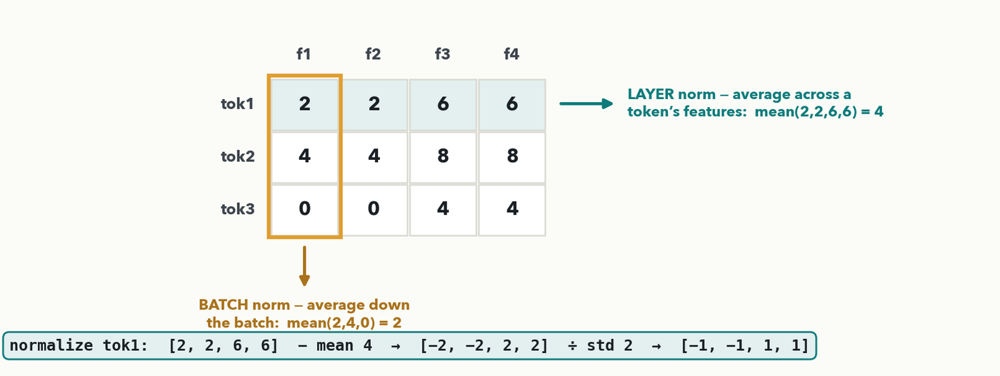 f1 f2 f3 f4
tok1 2 2 6 6
LAYER norm – average across a
token’s features: mean(2,2,6,6) = 4
tok2 4 4 8 8
tok3 0 0 4 4
BATCH norm – average down
the batch: mean(2,4,0) = 2
normalize tok1: [2, 2, 6, 6] − mean 4 → [−2, −2, 2, 2] ÷ std 2 → [−1, −1, 1, 1]